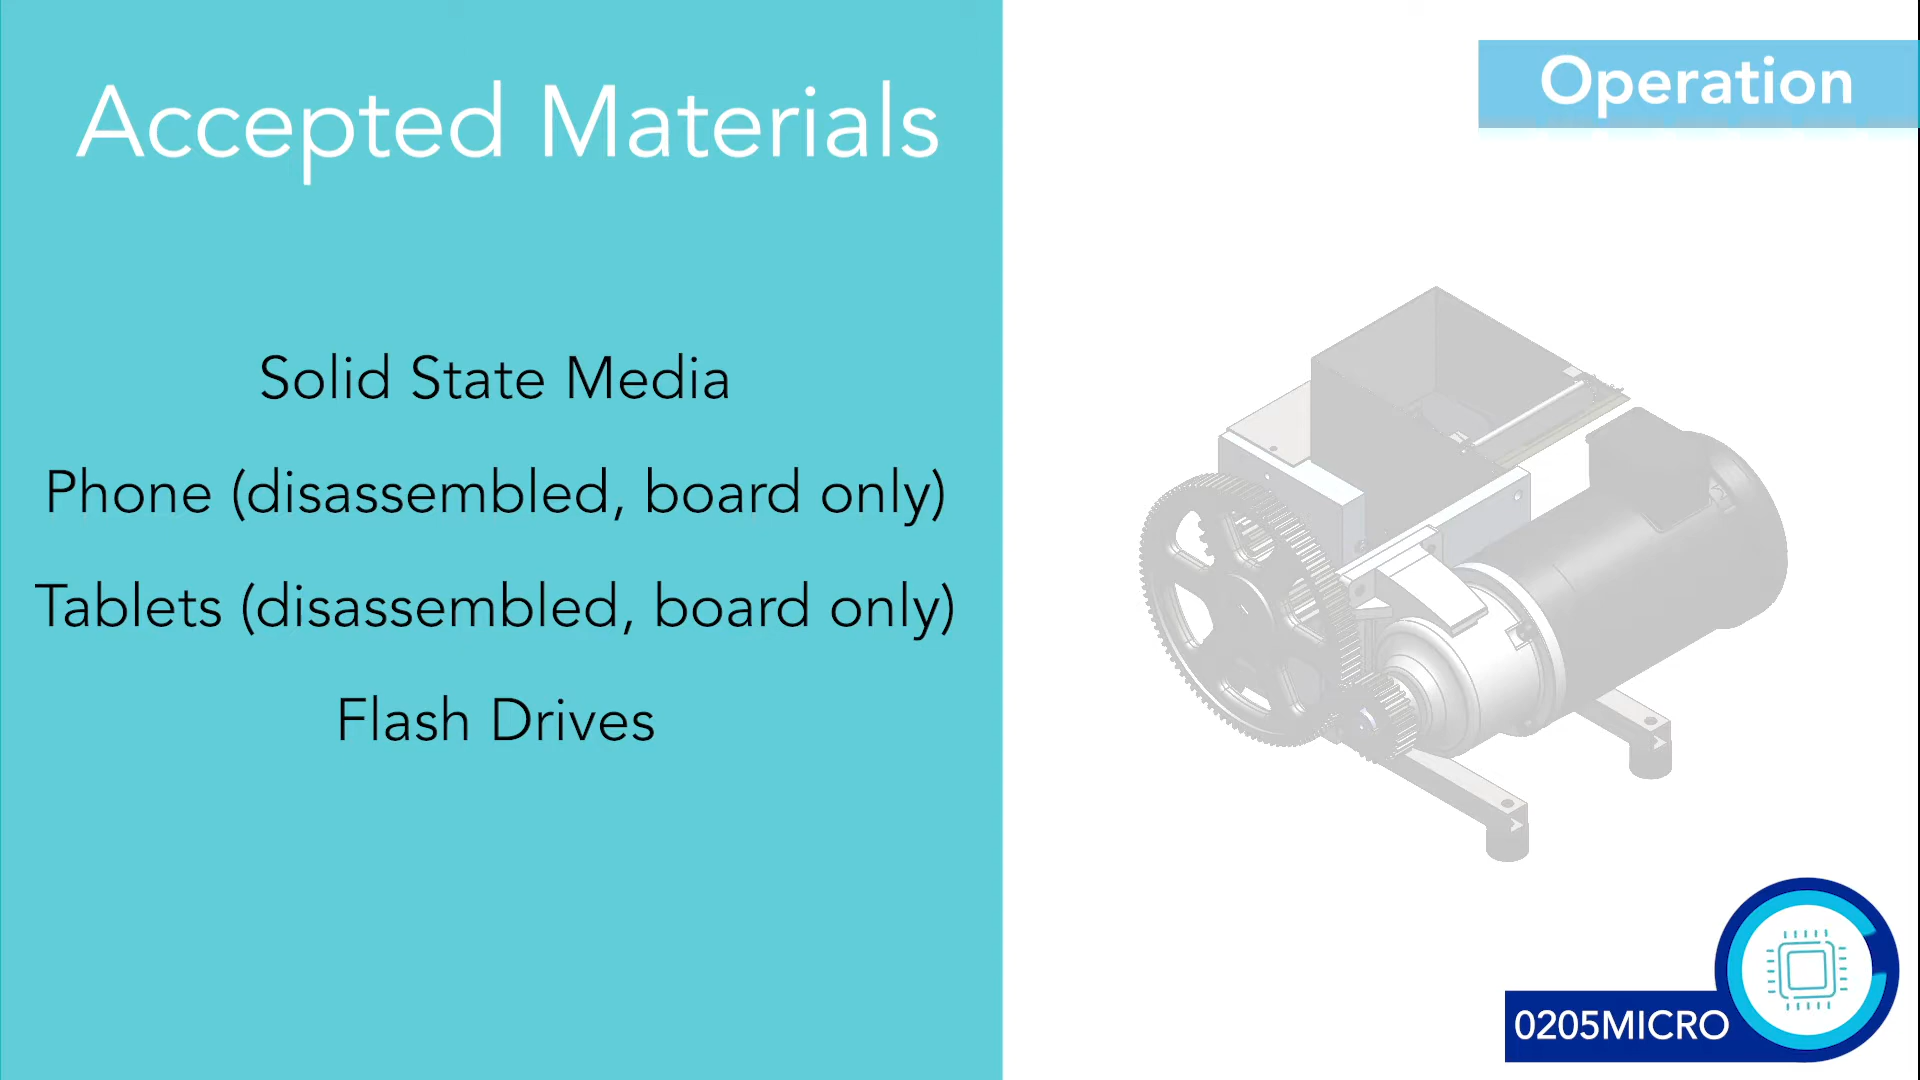 Accepted Materials
Operation
Solid State Media
Phone (disassembled, board only)
Tablets (disassembled, board only)
Flash Drives
0205MICRO